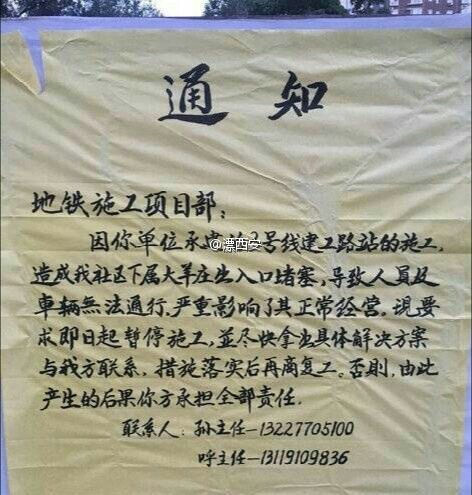 通知
地铁施工项目部：
因你单位承建的3号线建工路站的施工，
造成我社区下属大羊庄出入口堵塞，导致人员及
車辆無法通行，严重影响了其正常经营。現要
求即日起暂停施工，並尽快拿出具体解决方案
与我方联系，措施落实后再离复工。否则，由此
产生的后果你方承担全部責任.
联系人：孙主任-13227705100
呼主任-13119109836
@漂西安